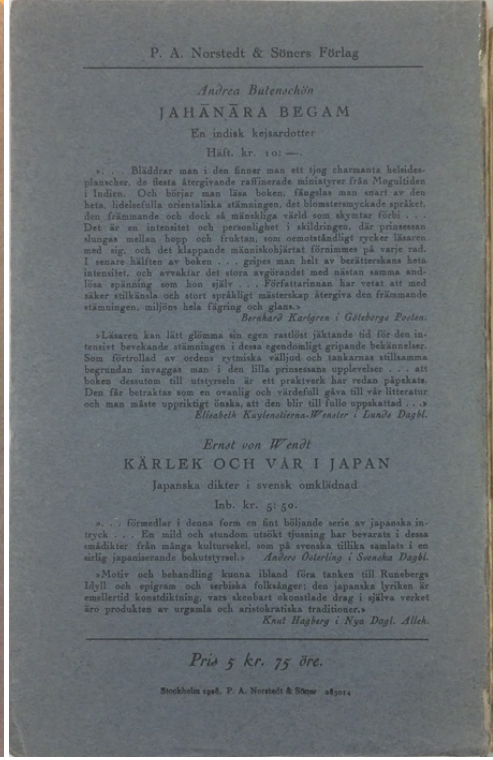 P. A. Norstedt & Söners Förlag
Andrea Butenschön
JAHĀNĀRA BEGAM
En indisk kejsardotter
Häft. kr. 10: —.
». . . Bläddrar man i den finner man ett tjog charmanta helsides-
planscher, de flesta återgivande raffinerade miniatyrer från Mogultiden
i Indien. Och börjar man läsa boken, fängslas man snart av den
heta, lidelsefulla orientaliska stämningen, det blomstersmyckade språket,
den främmande och dock så mänskliga värld som skymtar förbi . . .
Det är en intensitet och personlighet i skildringen, där prinsessan
slungas mellan hopp och fruktan, som oemotståndligt rycker läsaren
med sig, och det klappande människohjärtat förnimmes på varje rad.
I senare hälften av boken . . . gripes man helt av berätterskans heta
intensitet, och avvaktar det stora avgörandet med nästan samma änd-
lösa spänning som hon själv . . . Författarinnan har vetat att med
säker stilkänsla och stort språkligt mästerskap återgiva den främmande
stämningen, miljöns hela fägring och glans.»
Bernhard Karlgren i Göteborgs Posten.
»Läsaren kan lätt glömma sin egen rastlöst jäktande tid för den in-
tensivt bevekande stämningen i dessa egendomligt gripande bekännelser.
Som förtrollad av ordens rytmiska välljud och tankarnas stillsamma
begrundan invaggas man i den lilla prinsessans upplevelser . . . att
boken dessutom till utstyrseln är ett praktverk har redan påpekats.
Den får betraktas som en ovanlig och värdefull gåva till vår litteratur
och man måste uppriktigt önska, att den blir till fullo uppskattad . . .»
Elisabeth Kuylenstierna-Wenster i Lunds Dagbl.
Ernst von Wendt
KÄRLEK OCH VÅR I JAPAN
Japanska dikter i svensk omklädnad
Inb. kr. 5: 50.
». . . förmedlar i denna form en fint böljande serie av japanska in-
tryck . . . En mild och stundom utsökt tjusning har bevarats i dessa
smådikter från många kultursekel, som på svenska tillika samlats i en
sirlig japaniserande bokutstyrsel.» Anders Österling i Svenska Dagbl.
»Motiv och behandling kunna ibland föra tanken till Runebergs
Idyll och epigram och serbiska folksånger; den japanska lyriken är
emellertid konstdiktning, vars skenbart okonstlade drag i själva verket
äro produkten av urgamla och aristokratiska traditioner.»
Knut Hagberg i Nya Dagl. Alleh.
Pris 5 kr. 75 öre.
Stockholm 1928, P. A. Norstedt & Söner